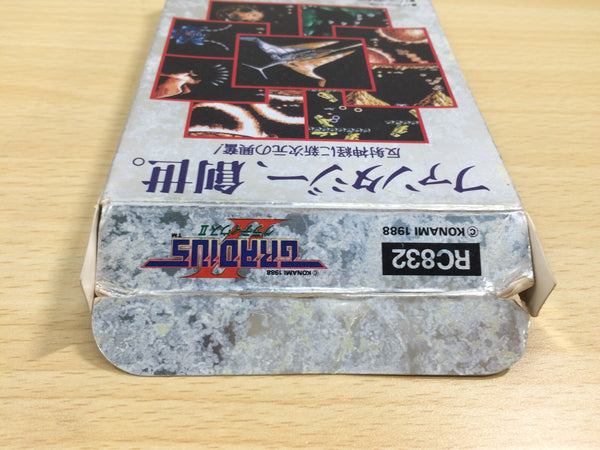 ファンタジー、創世。
反射神経に新次元の興奮!
RC832
© KONAMI 1988
© KONAMI 1988
GRADIUS II
TM
グラディウスII